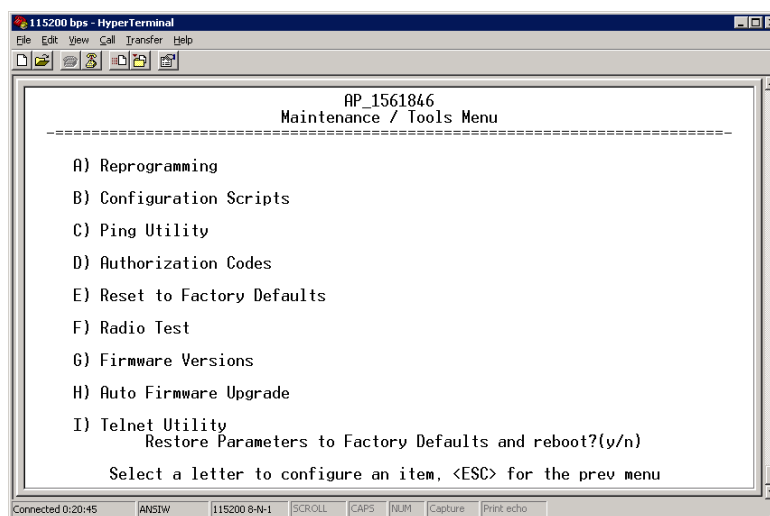 115200 bps - HyperTerminal
File Edit View Call Transfer Help
AP_1561846
Maintenance / Tools Menu
-==========================================================================-
A) Reprogramming
B) Configuration Scripts
C) Ping Utility
D) Authorization Codes
E) Reset to Factory Defaults
F) Radio Test
G) Firmware Versions
H) Auto Firmware Upgrade
I) Telnet Utility
Restore Parameters to Factory Defaults and reboot?(y/n)
Select a letter to configure an item, <ESC> for the prev menu
Connected 0:20:45 ANSIW 115200 8-N-1 SCROLL CAPS NUM Capture Print echo